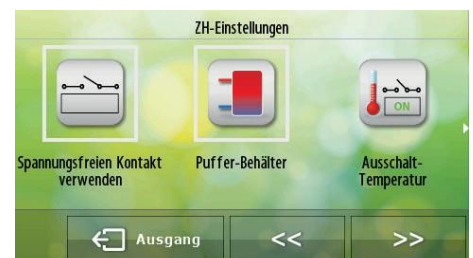 ZH-Einstellungen
ON
Spannungsfreien Kontakt
verwenden
Puffer-Behälter
Ausschalt-
Temperatur
Ausgang
<<
>>